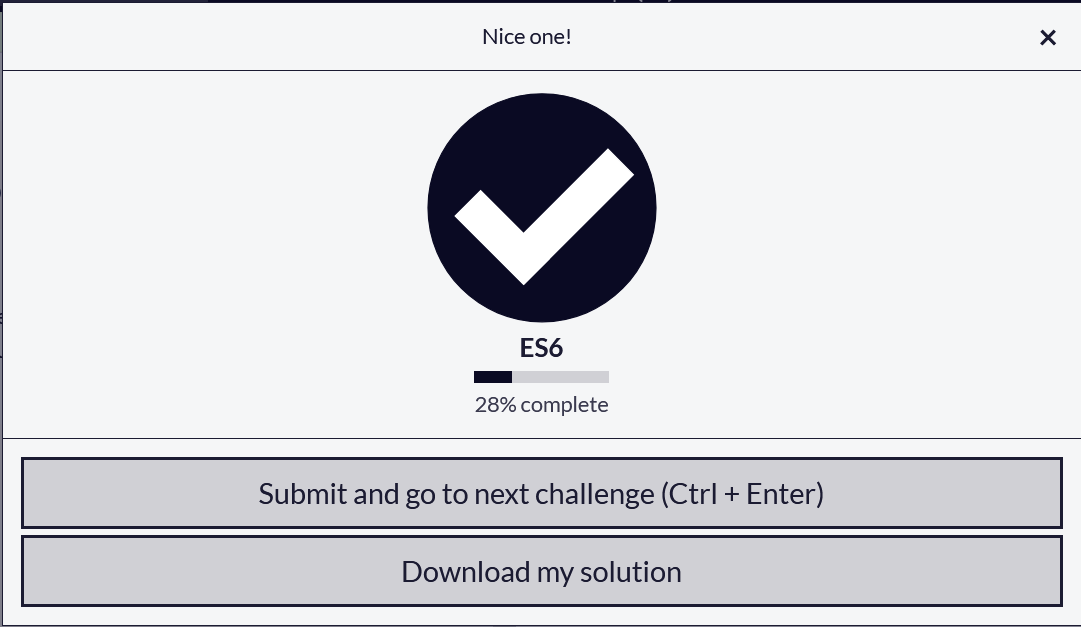 Nice one!
ES6
28% complete
Submit and go to next challenge (Ctrl + Enter)
Download my solution